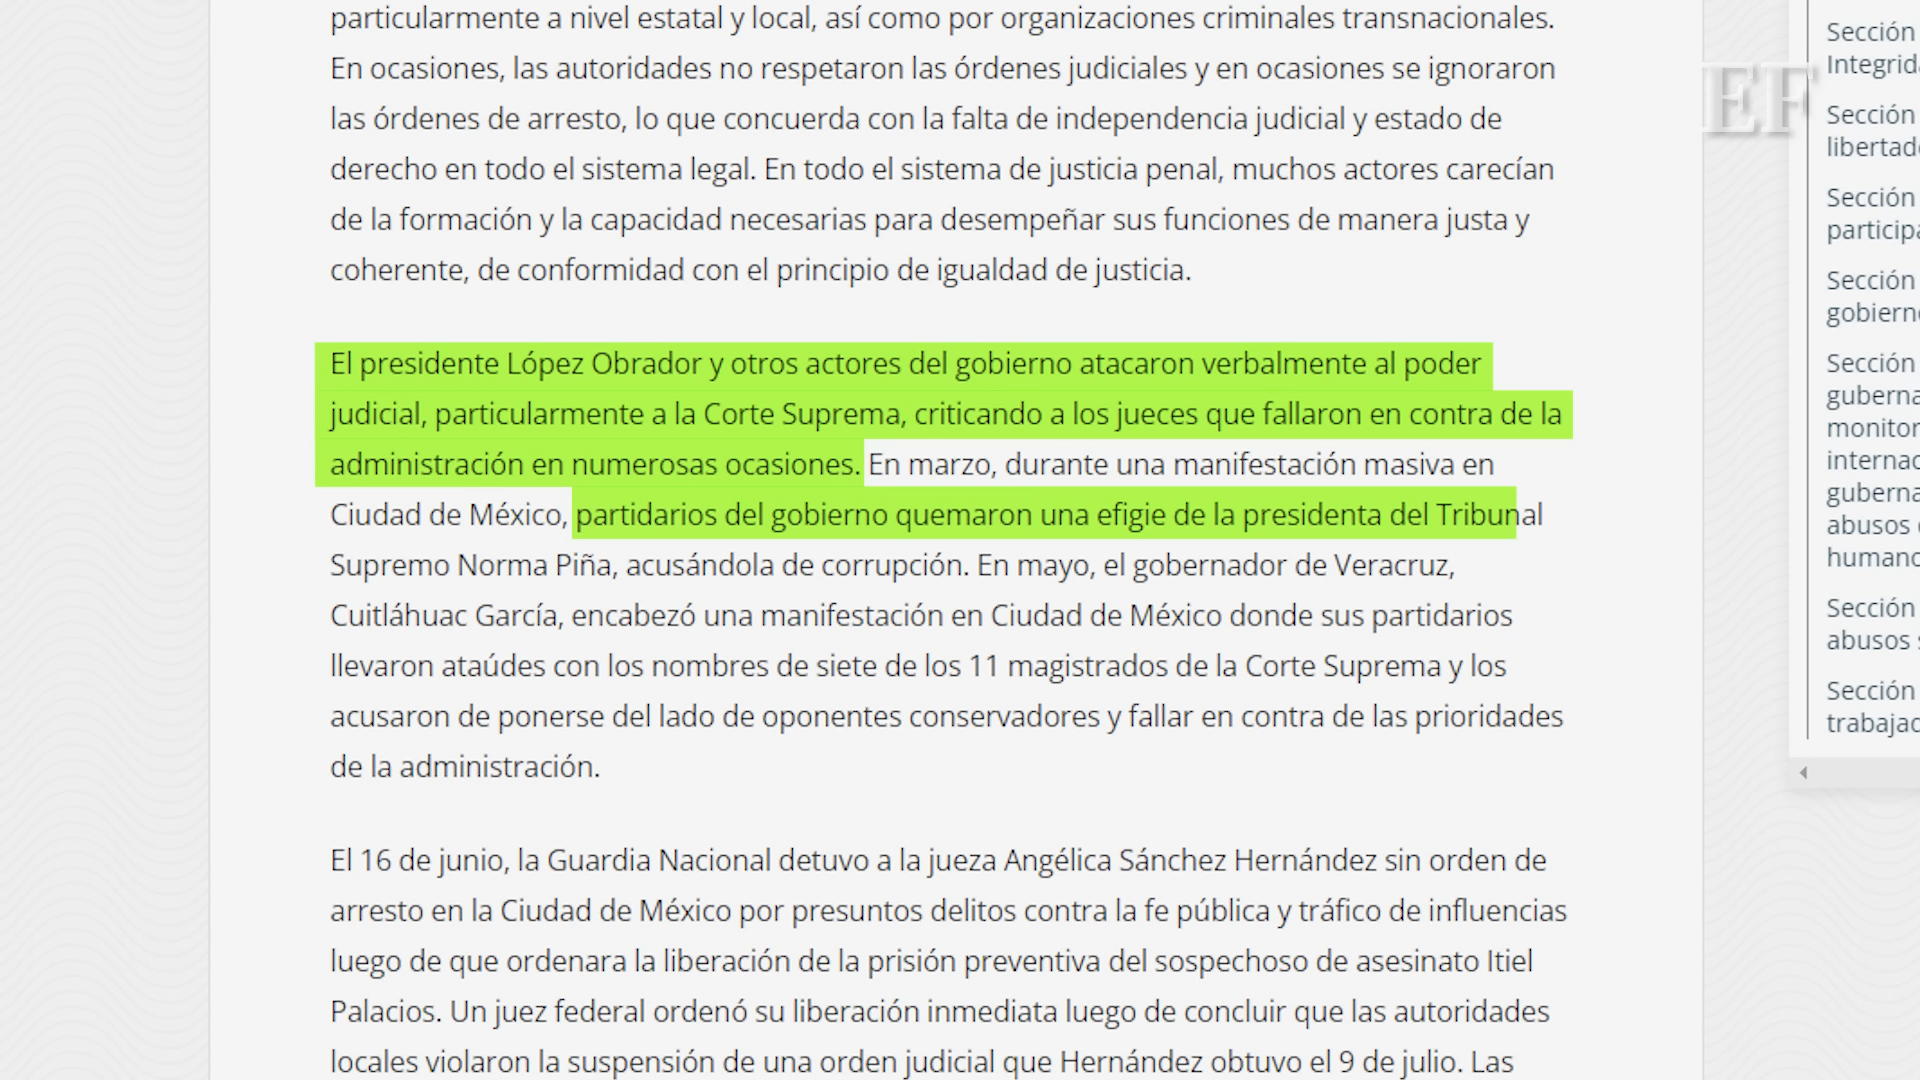 particularmente a nivel estatal y local, así como por organizaciones criminales transnacionales.
En ocasiones, las autoridades no respetaron las órdenes judiciales y en ocasiones se ignoraron
las órdenes de arresto, lo que concuerda con la falta de independencia judicial y estado de
derecho en todo el sistema legal. En todo el sistema de justicia penal, muchos actores carecían
de la formación y la capacidad necesarias para desempeñar sus funciones de manera justa y
coherente, de conformidad con el principio de igualdad de justicia.
El presidente López Obrador y otros actores del gobierno atacaron verbalmente al poder
judicial, particularmente a la Corte Suprema, criticando a los jueces que fallaron en contra de la
administración en numerosas ocasiones. En marzo, durante una manifestación masiva en
Ciudad de México, partidarios del gobierno quemaron una efigie de la presidenta del Tribunal
Supremo Norma Piña, acusándola de corrupción. En mayo, el gobernador de Veracruz,
Cuitláhuac García, encabezó una manifestación en Ciudad de México donde sus partidarios
llevaron ataúdes con los nombres de siete de los 11 magistrados de la Corte Suprema y los
acusaron de ponerse del lado de oponentes conservadores y fallar en contra de las prioridades
de la administración.
El 16 de junio, la Guardia Nacional detuvo a la jueza Angélica Sánchez Hernández sin orden de
arresto en la Ciudad de México por presuntos delitos contra la fe pública y tráfico de influencias
luego de que ordenara la liberación de la prisión preventiva del sospechoso de asesinato Itiel
Palacios. Un juez federal ordenó su liberación inmediata luego de concluir que las autoridades
locales violaron la suspensión de una orden judicial que Hernández obtuvo el 9 de julio. Las
EF
Sección
Integrida
Sección
libertade
Sección
participa
Sección
gobierno
Sección
guberna
monitor
internac
guberna
abusos
humano
Sección
abusos s
Sección
trabajad